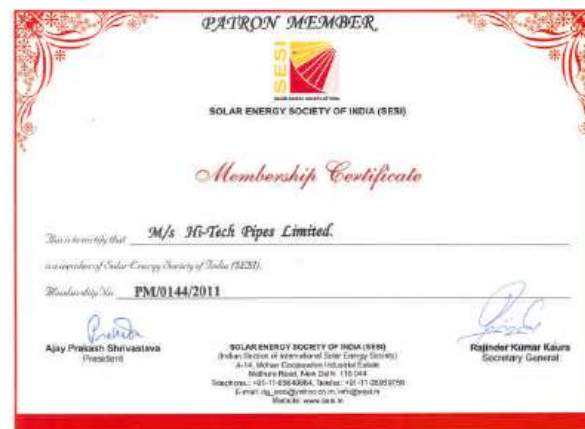 PATRON MEMBER
SESI
SOLAR ENERGY SOCIETY OF INDIA (SESI)
Membership Certificate
This is to certify that M/s Hi-Tech Pipes Limited.
is a member of Solar Energy Society of India (SESI).
Membership No. PM/0144/2011
Ajay Prakash Shrivastava
President
SOLAR ENERGY SOCIETY OF INDIA (SESI)
(Indian Section of International Solar Energy Society)
A-14, Mohan Cooperative Industrial Estate
Mathura Road, New Delhi 110 044
Website: www.sesi.in
Rajinder Kumar Kaura
Secretary General